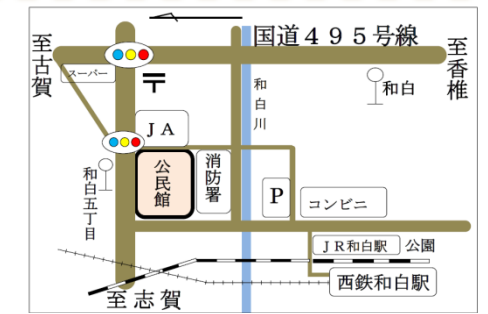 国道４９５号線
至古賀
至香椎
スーパー
〒
和白
和白川
ＪＡ
公民館
消防署
和白五丁目
Ｐ
コンビニ
ＪＲ和白駅
公園
西鉄和白駅
至志賀